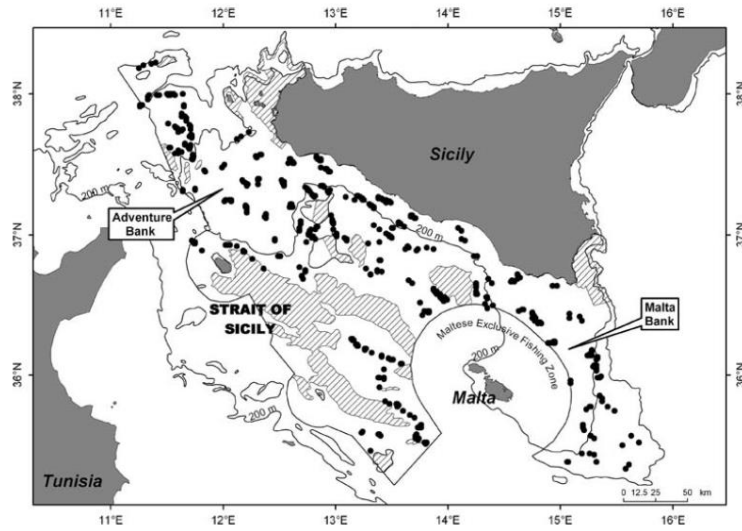 11°E 12°E 13°E 14°E 15°E 16°E
38°N
38°N
Sicily
200 m
Adventure
Bank
200 m
37°N
37°N
STRAIT OF
SICILY
Malta
Bank
Maltese Exclusive Fishing Zone
200 m
36°N
36°N
Malta
200 m
Tunisia
0 12.5 25 50 km
11°E 12°E 13°E 14°E 15°E 16°E